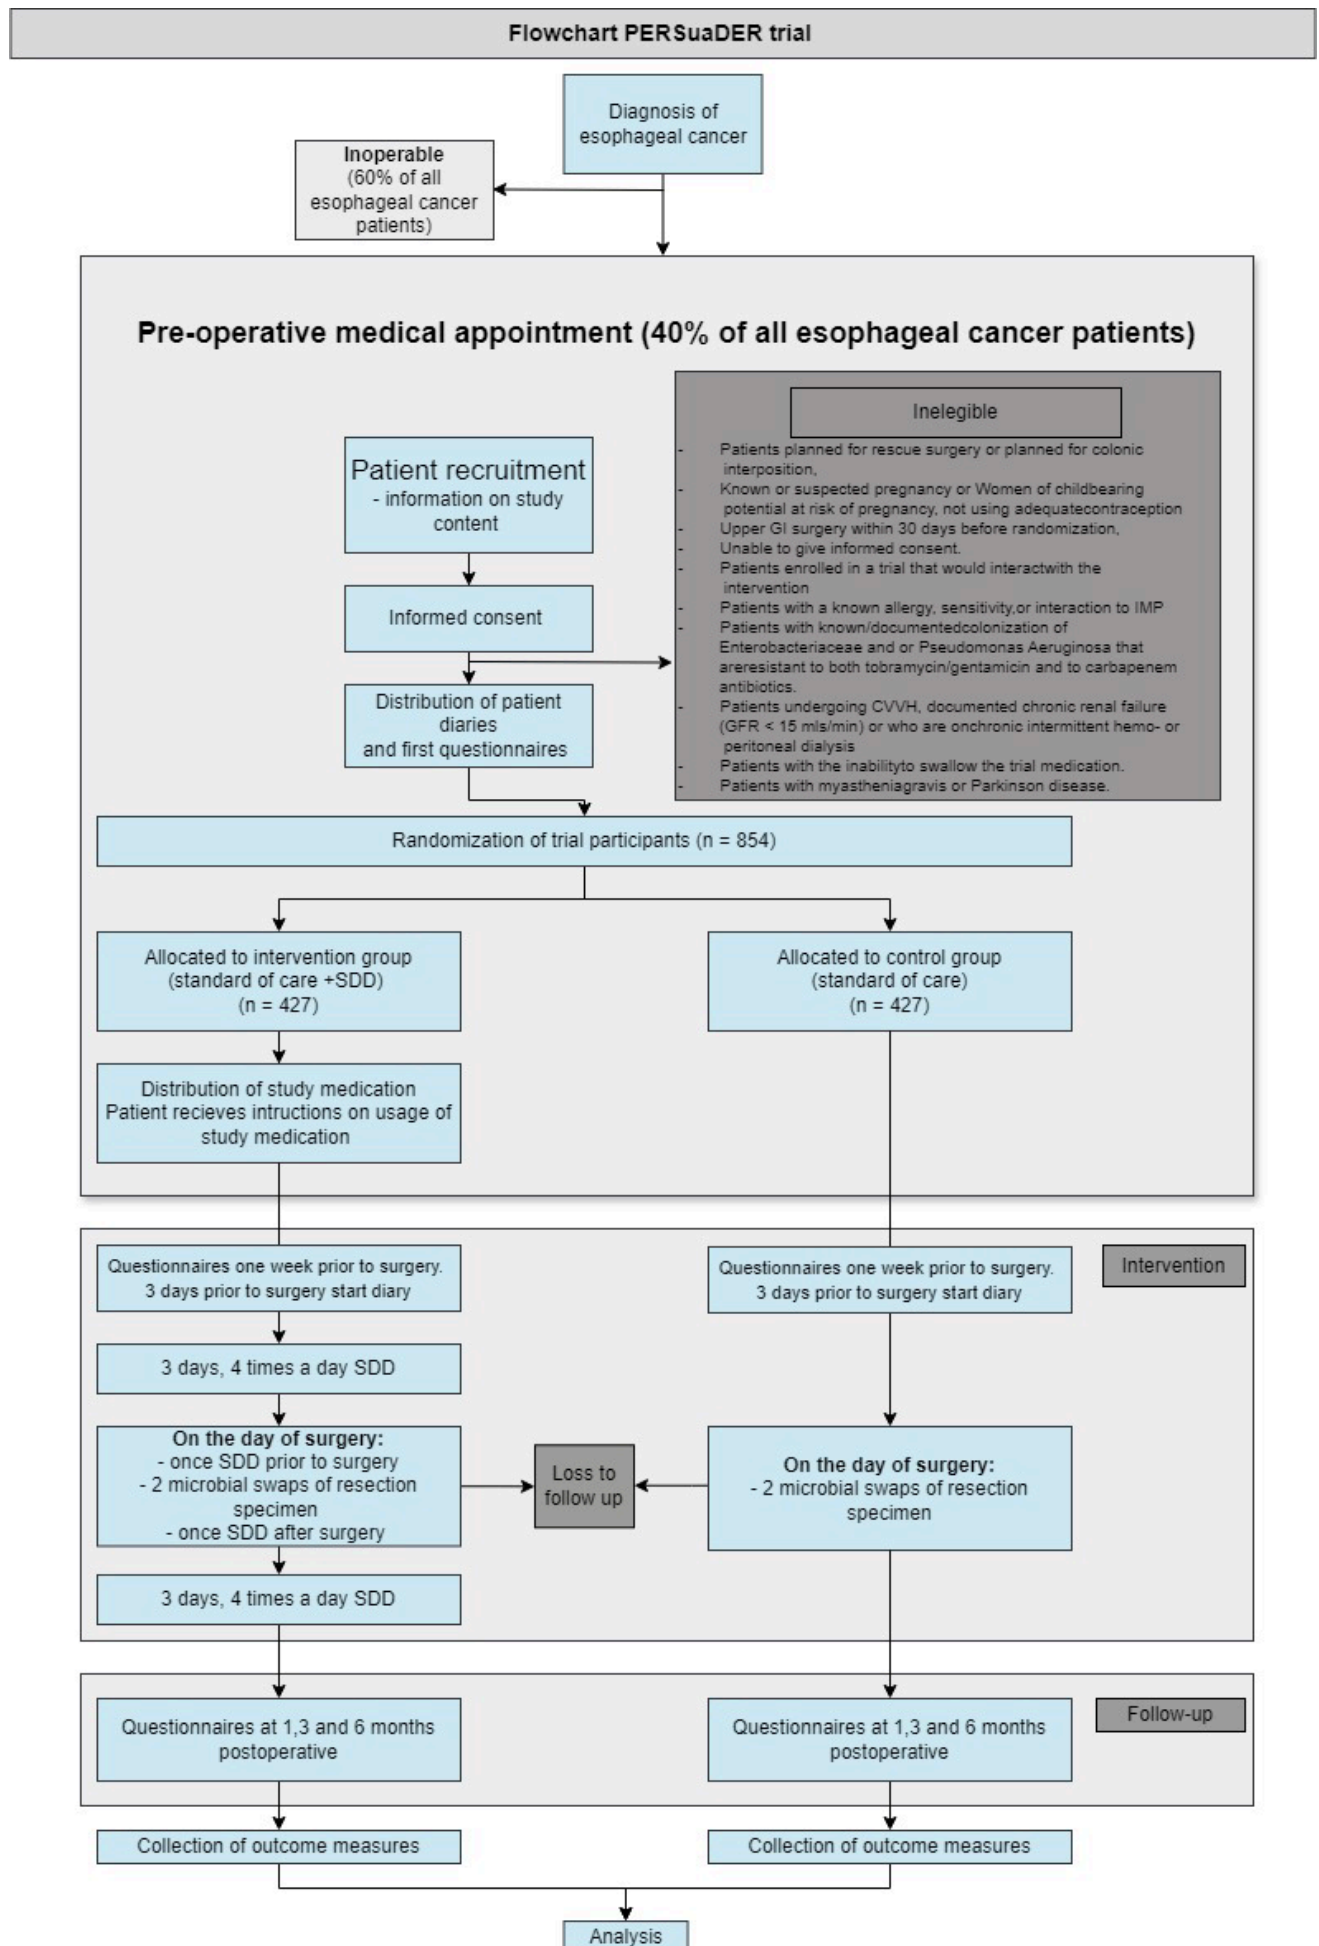 Flowchart PERSuaDER trial
Diagnosis of
esophageal cancer
Inoperable
(60% of all
esophageal cancer
patients)
Pre-operative medical appointment (40% of all esophageal cancer patients)
Inelegible
- Patients planned for rescue surgery or planned for colonic
interposition,
- Known or suspected pregnancy or Women of childbearing
potential at risk of pregnancy, not using adequatecontraception
- Upper GI surgery within 30 days before randomization,
- Unable to give informed consent.
- Patients enrolled in a trial that would interactwith the
intervention
- Patients with a known allergy, sensitivity,or interaction to IMP
- Patients with known/documentedcolonization of
Enterobacteriaceae and or Pseudomonas Aeruginosa that
areresistant to both tobramycin/gentamicin and to carbapenem
antibiotics.
- Patients undergoing CVVH, documented chronic renal failure
(GFR < 15 mls/min) or who are onchronic intermittent hemo- or
peritoneal dialysis
- Patients with the inabilityto swallow the trial medication.
- Patients with myastheniagravis or Parkinson disease.
Patient recruitment
- information on study
content
Informed consent
Distribution of patient
diaries
and first questionnaires
Randomization of trial participants (n = 854)
Allocated to intervention group
(standard of care +SDD)
(n = 427)
Allocated to control group
(standard of care)
(n = 427)
Distribution of study medication
Patient recieves intructions on usage of
study medication
Questionnaires one week prior to surgery.
3 days prior to surgery start diary
Questionnaires one week prior to surgery.
3 days prior to surgery start diary
Intervention
3 days, 4 times a day SDD
On the day of surgery:
- once SDD prior to surgery
- 2 microbial swaps of resection
specimen
- once SDD after surgery
Loss to
follow up
On the day of surgery:
- 2 microbial swaps of resection
specimen
3 days, 4 times a day SDD
Questionnaires at 1,3 and 6 months
postoperative
Questionnaires at 1,3 and 6 months
postoperative
Follow-up
Collection of outcome measures
Collection of outcome measures
Analysis